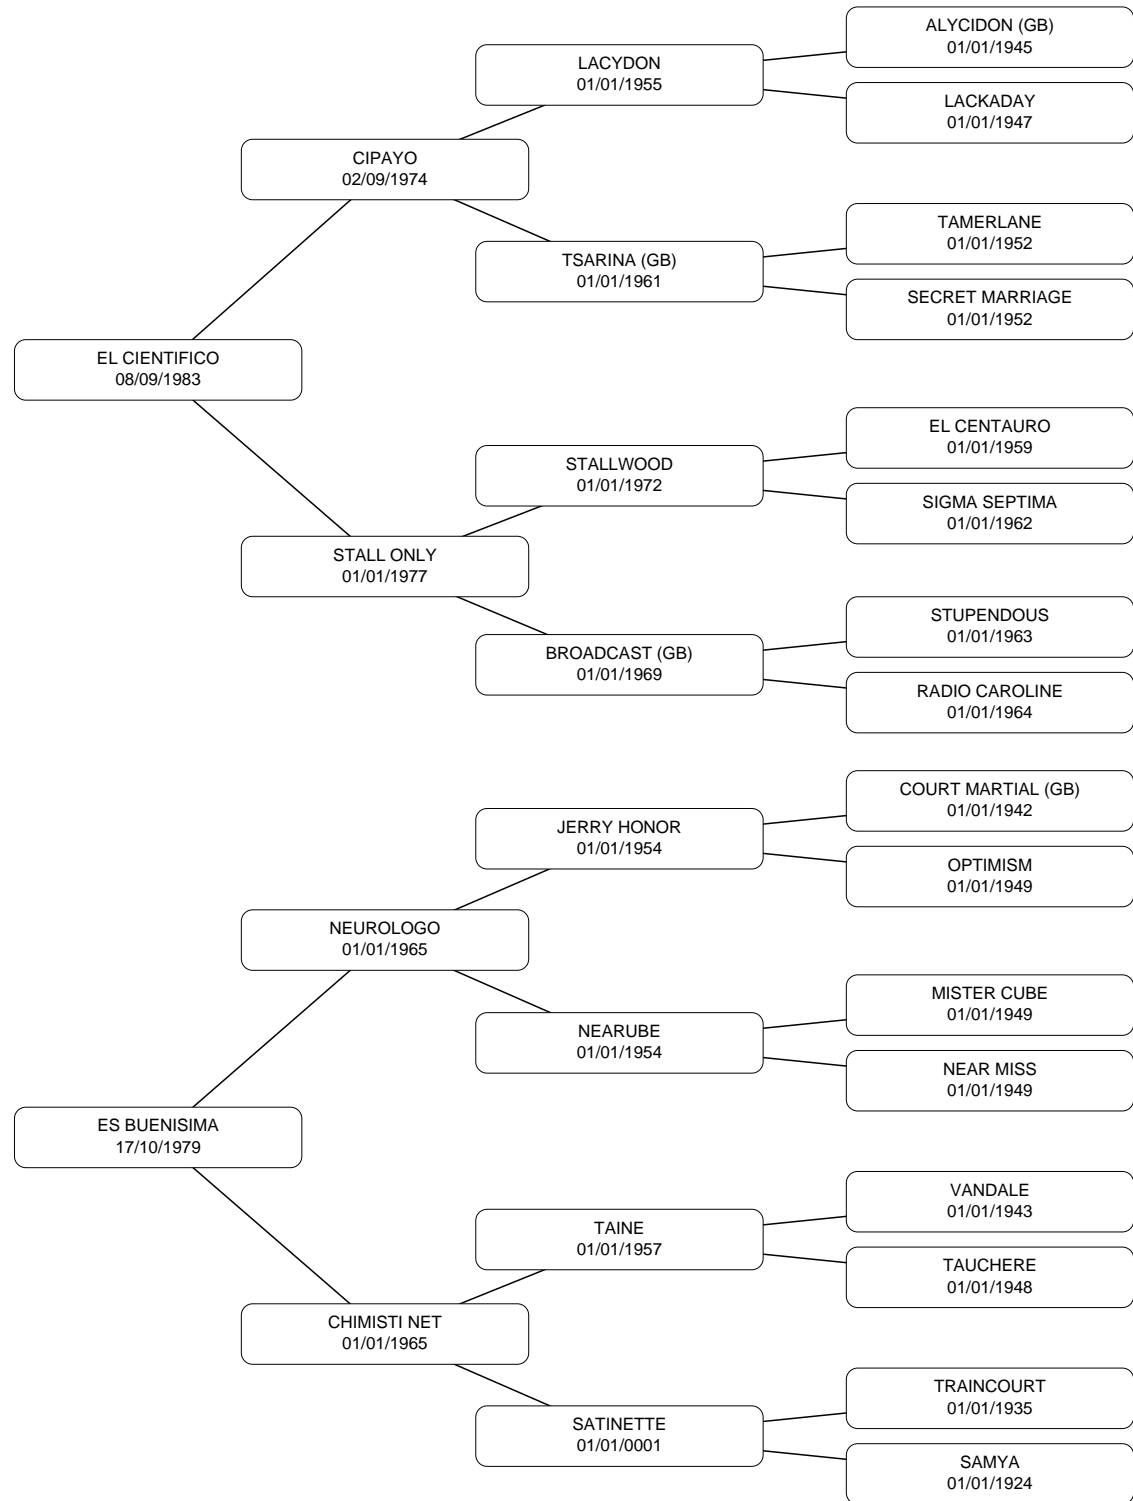 ALYCIDON (GB)
01/01/1945
LACYDON
01/01/1955
LACKADAY
01/01/1947
CIPAYO
02/09/1974
TAMERLANE
01/01/1952
TSARINA (GB)
01/01/1961
SECRET MARRIAGE
01/01/1952
EL CIENTIFICO
08/09/1983
EL CENTAURO
01/01/1959
STALLWOOD
01/01/1972
SIGMA SEPTIMA
01/01/1962
STALL ONLY
01/01/1977
STUPENDOUS
01/01/1963
BROADCAST (GB)
01/01/1969
RADIO CAROLINE
01/01/1964
COURT MARTIAL (GB)
01/01/1942
JERRY HONOR
01/01/1954
OPTIMISM
01/01/1949
NEUROLOGO
01/01/1965
MISTER CUBE
01/01/1949
NEARUBE
01/01/1954
NEAR MISS
01/01/1949
ES BUENISIMA
17/10/1979
VANDALE
01/01/1943
TAINE
01/01/1957
TAUCHERE
01/01/1948
CHIMISTI NET
01/01/1965
TRAINCOURT
01/01/1935
SATINETTE
01/01/0001
SAMYA
01/01/1924